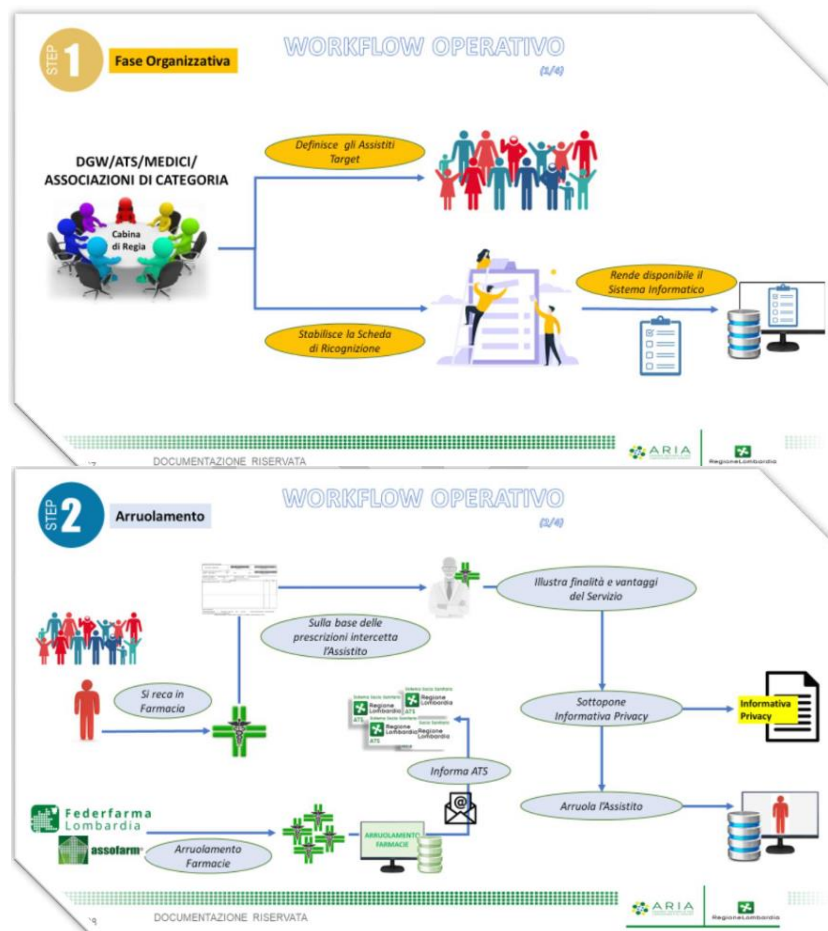 STEP 1
Fase Organizzativa
WORKFLOW OPERATIVO
(1/4)
DGW/ATS/MEDICI/
ASSOCIAZIONI DI CATEGORIA
Cabina
di Regia
Definisce gli Assistiti
Target
Stabilisce la Scheda
di Ricognizione
Rende disponibile il
Sistema Informatico
DOCUMENTAZIONE RISERVATA
ARIA
RegioneLombardia
STEP 2
Arruolamento
WORKFLOW OPERATIVO
Si reca in
Farmacia
Sulla base delle
prescrizioni intercetta
l'Assistito
Illustra finalità e vantaggi
del Servizio
Sottopone
Informativa Privacy
Informativa
Privacy
Arruola l'Assistito
Sistema Socio Sanitario
Regione
Lombardia
ATS
Informa ATS
Federfarma
Lombardia
assofarm
Arruolamento
Farmacie
ARRUOLAMENTO
FARMACIE
DOCUMENTAZIONE RISERVATA
ARIA
RegioneLombardia